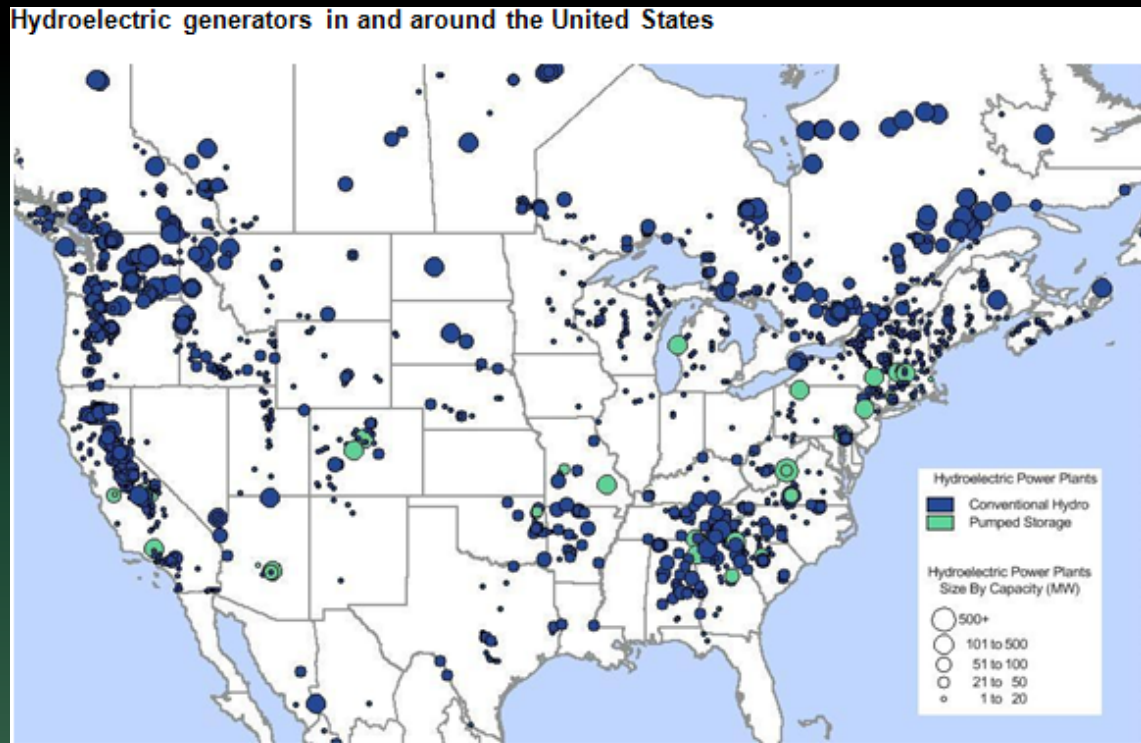 Hydroelectric generators in and around the United States
Hydroelectric Power Plants
Conventional Hydro
Pumped Storage
Hydroelectric Power Plants
Size By Capacity (MW)
500+
101 to 500
51 to 100
21 to 50
1 to 20